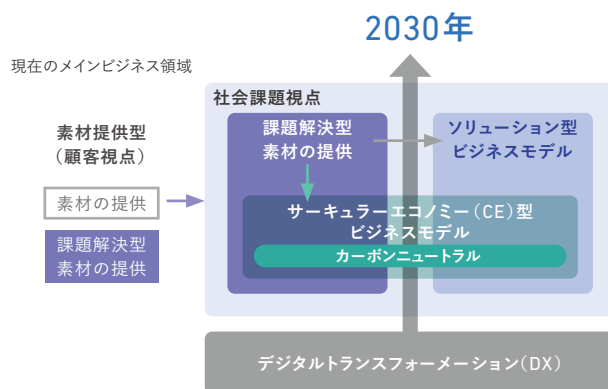 2030年
現在のメインビジネス領域
社会課題視点
素材提供型
（顧客視点）
素材の提供
課題解決型
素材の提供
課題解決型
素材の提供
ソリューション型
ビジネスモデル
サーキュラーエコノミー（CE）型
ビジネスモデル
カーボンニュートラル
デジタルトランスフォーメーション（DX）